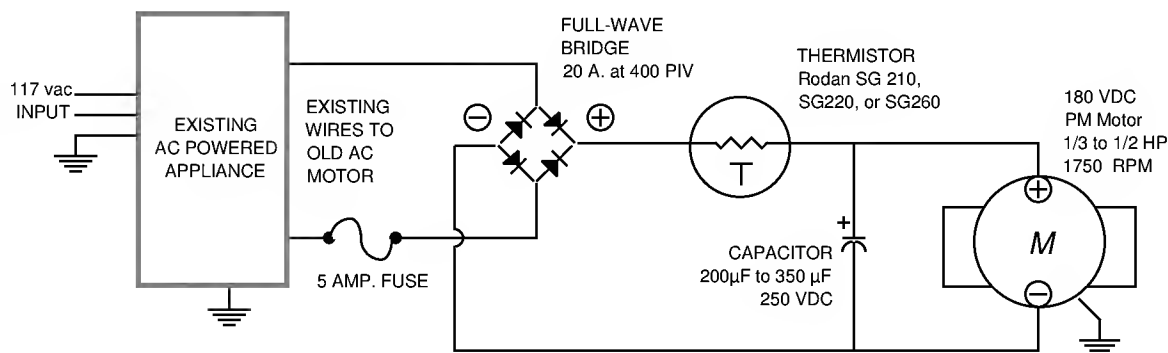 117 vac
INPUT
EXISTING
AC POWERED
APPLIANCE
EXISTING
WIRES TO
OLD AC
MOTOR
5 AMP. FUSE
FULL-WAVE
BRIDGE
20 A. at 400 PIV
− +
THERMISTOR
Rodan SG 210,
SG220, or SG260
T
+
CAPACITOR
200µF to 350 µF
250 VDC
180 VDC
PM Motor
1/3 to 1/2 HP
1750 RPM
+
M
−